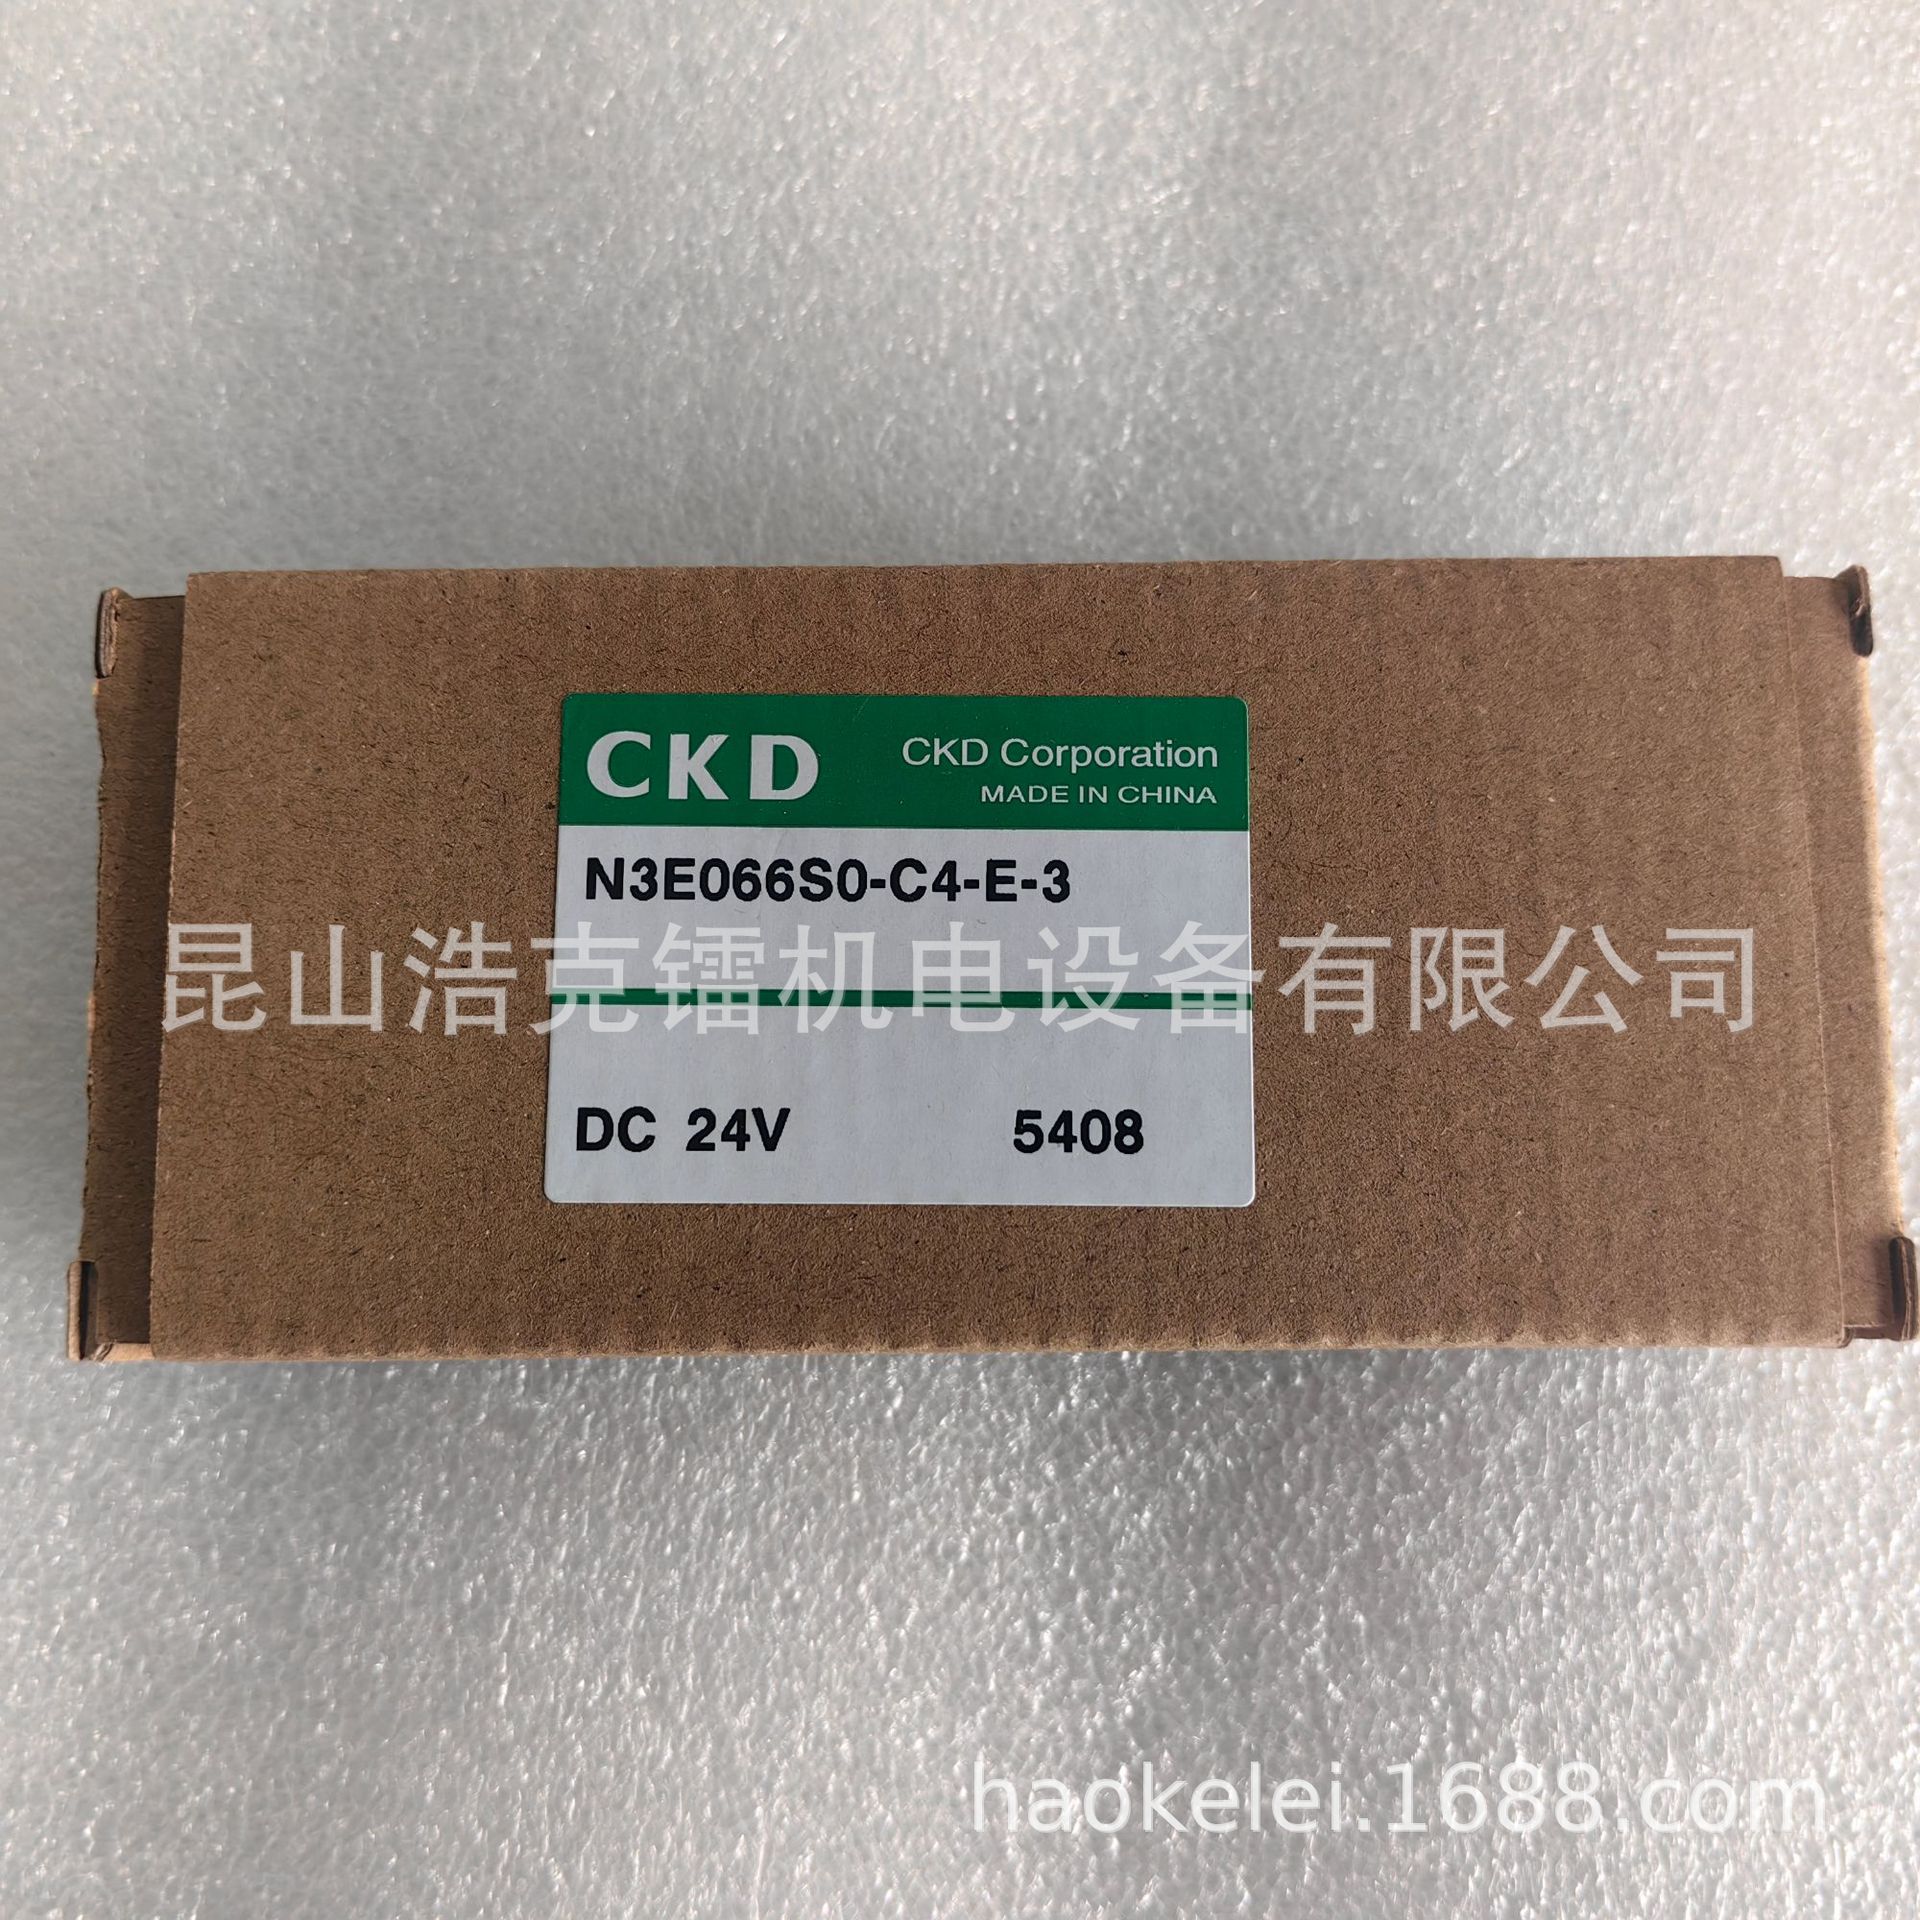 CKD
CKD Corporation
MADE IN CHINA
N3E066S0-C4-E-3
昆山浩克镭机电设备有限公司
DC 24V 5408
haokelei.1688.com